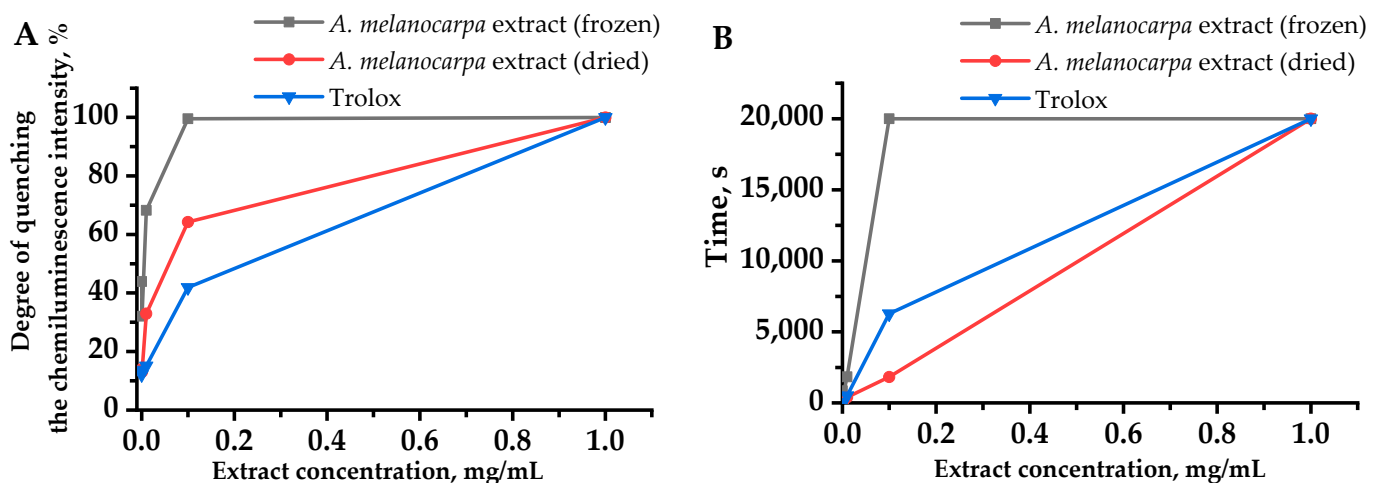 A
A. melanocarpa extract (frozen)
A. melanocarpa extract (dried)
Trolox
Degree of quenching
the chemiluminescence intensity, %
100
80
60
40
20
0
0.0 0.2 0.4 0.6 0.8 1.0
Extract concentration, mg/mL
B
A. melanocarpa extract (frozen)
A. melanocarpa extract (dried)
Trolox
Time, s
20,000
15,000
10,000
5,000
0
0.0 0.2 0.4 0.6 0.8 1.0
Extract concentration, mg/mL